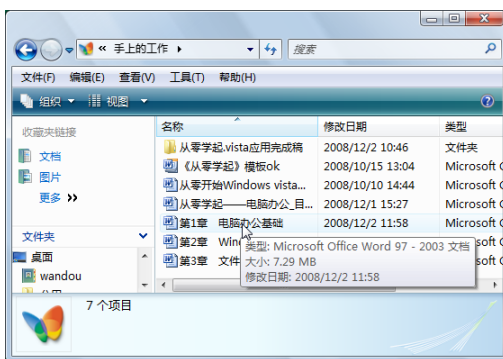 « 手上的工作
搜索
文件(F) 编辑(E) 查看(V) 工具(T) 帮助(H)
组织 视图
收藏夹链接
文档
图片
更多 »
文件夹
桌面
wandou
名称 修改日期 类型
从零学起.vista应用完成稿 2008/12/2 10:46 文件夹
《从零学起》模板ok 2008/10/15 13:04 Microsoft
从零开始Windows vista... 2008/10/10 14:44 Microsoft
从零学起——电脑办公_目... 2008/12/1 15:27 Microsoft
第1章 电脑办公基础 2008/12/2 11:58 Microsoft
第2章
第3章 文件
类型: Microsoft Office Word 97 - 2003 文档
大小: 7.29 MB
修改日期: 2008/12/2 11:58
7 个项目